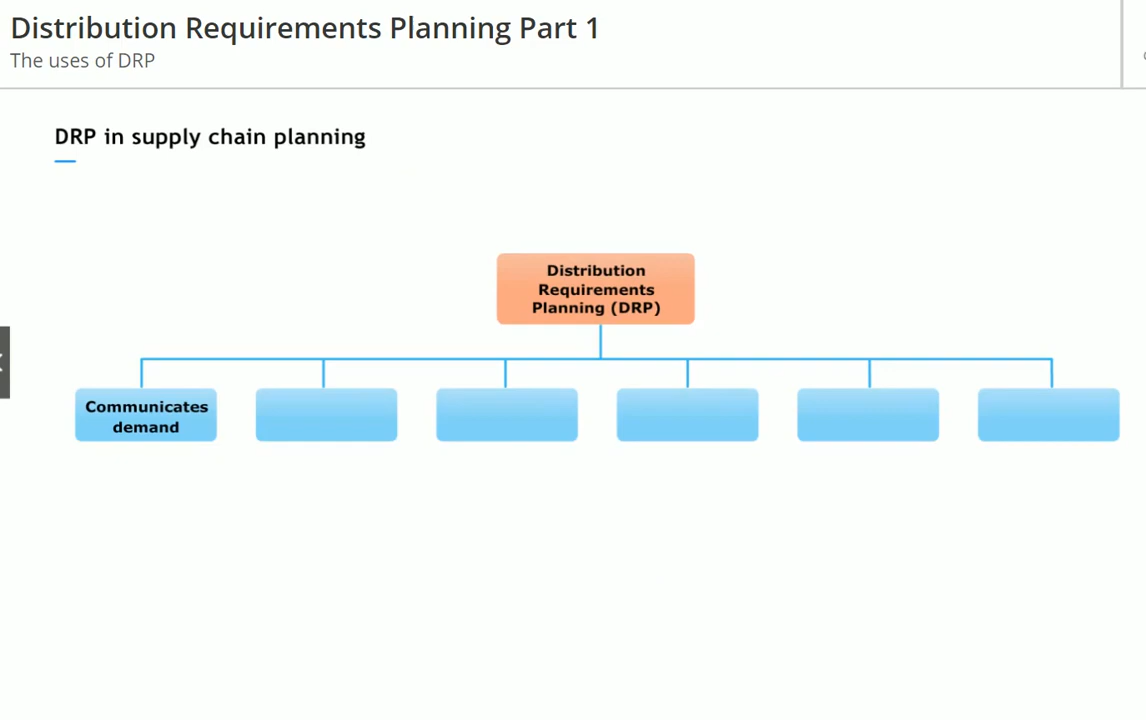 Distribution Requirements Planning Part 1
The uses of DRP
DRP in supply chain planning
Distribution
Requirements
Planning (DRP)
Communicates
demand